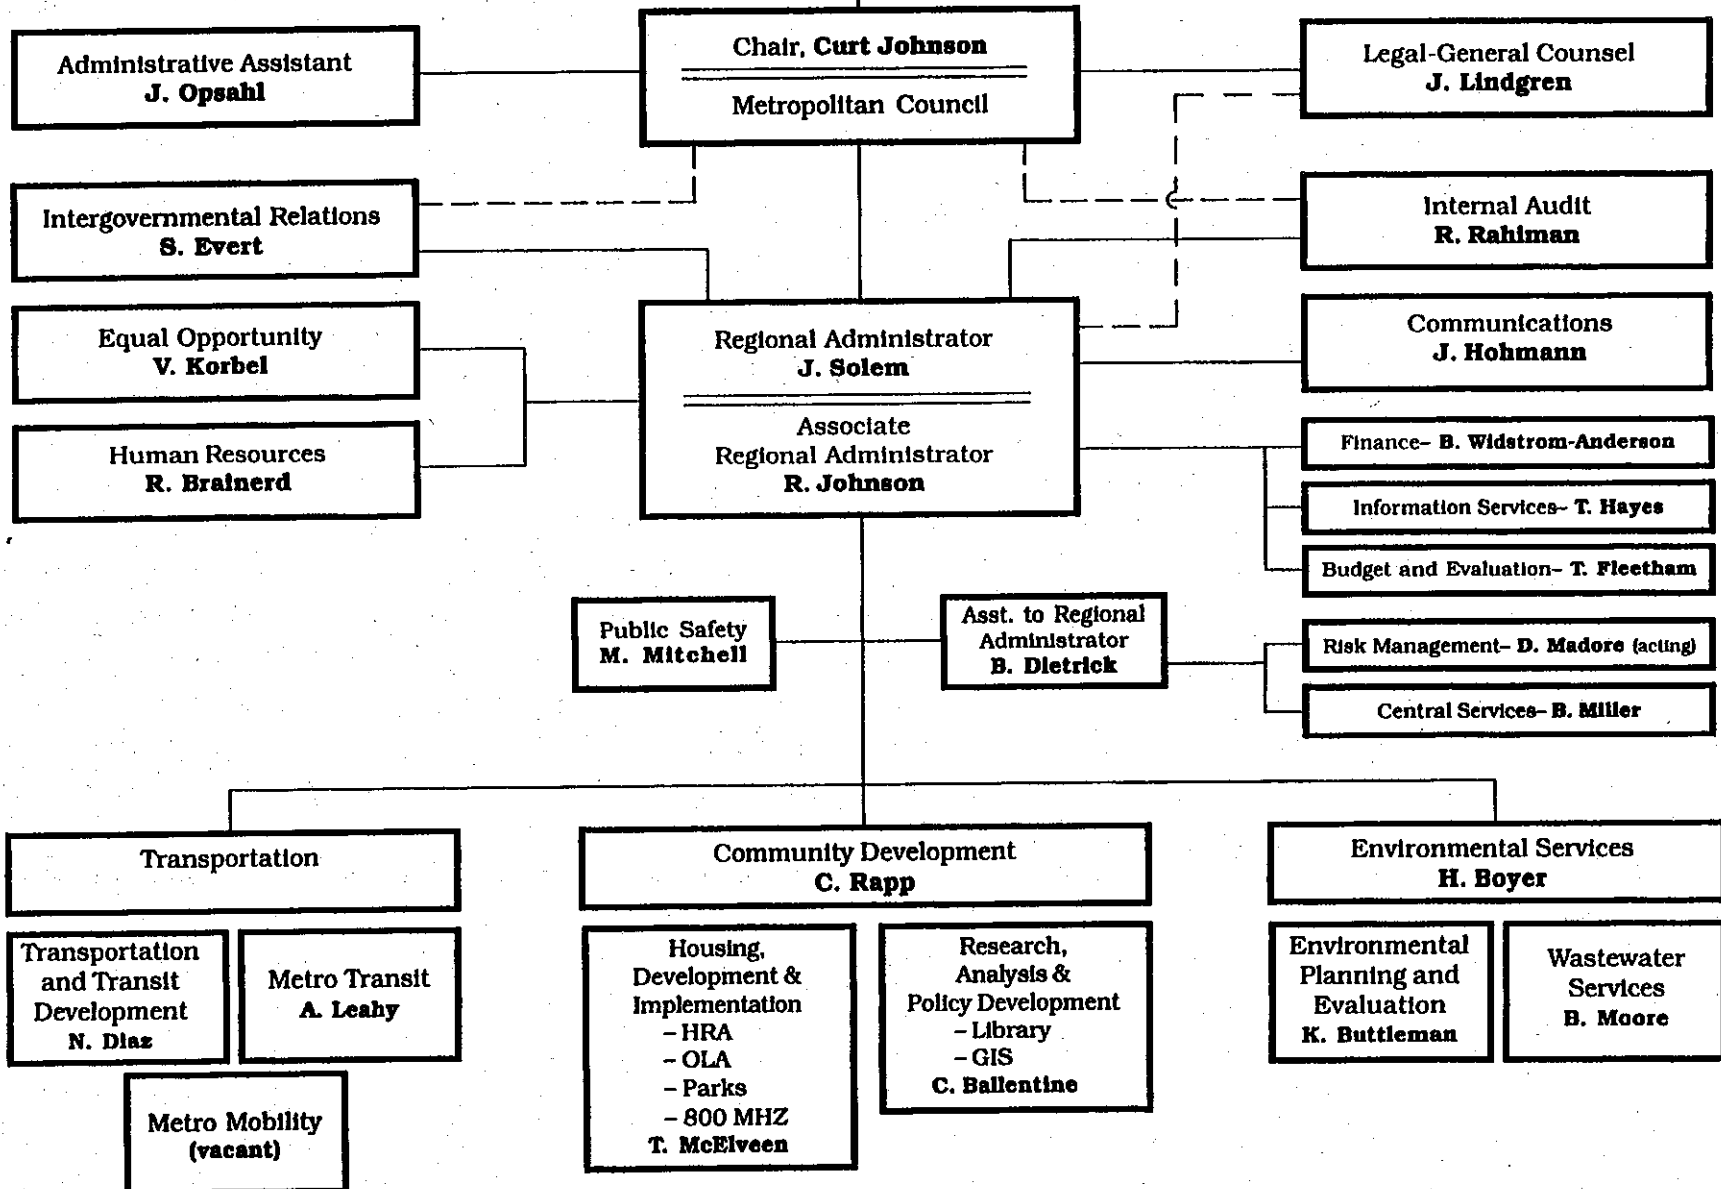 Chair, Curt Johnson
Metropolitan Council
Administrative Assistant
J. Opsahl
Legal-General Counsel
J. Lindgren
Intergovernmental Relations
S. Evert
Internal Audit
R. Rahiman
Equal Opportunity
V. Korbel
Human Resources
R. Brainerd
Regional Administrator
J. Solem
Associate
Regional Administrator
R. Johnson
Communications
J. Hohmann
Finance– B. Widstrom-Anderson
Information Services– T. Hayes
Budget and Evaluation– T. Fleetham
Public Safety
M. Mitchell
Asst. to Regional
Administrator
B. Dietrick
Risk Management– D. Madore (acting)
Central Services– B. Miller
Transportation
Community Development
C. Rapp
Environmental Services
H. Boyer
Transportation
and Transit
Development
N. Diaz
Metro Transit
A. Leahy
Metro Mobility
(vacant)
Housing,
Development &
Implementation
– HRA
– OLA
– Parks
– 800 MHZ
T. McElveen
Research,
Analysis &
Policy Development
– Library
– GIS
C. Ballentine
Environmental
Planning and
Evaluation
K. Buttleman
Wastewater
Services
B. Moore